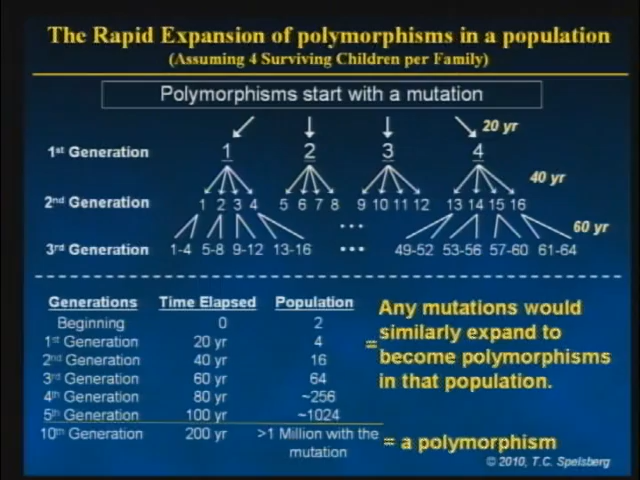 The Rapid Expansion of polymorphisms in a population
(Assuming 4 Surviving Children per Family)
Polymorphisms start with a mutation
20 yr
1st Generation 1 2 3 4
40 yr
2nd Generation 1 2 3 4 5 6 7 8 9 10 11 12 13 14 15 16
... 60 yr
3rd Generation 1-4 5-8 9-12 13-16 ... 49-52 53-56 57-60 61-64
Generations Time Elapsed Population
Beginning 0 2
1st Generation 20 yr 4
2nd Generation 40 yr 16
3rd Generation 60 yr 64
4th Generation 80 yr ~256
5th Generation 100 yr ~1024
10th Generation 200 yr >1 Million with the
mutation
Any mutations would
= similarly expand to
become polymorphisms
in that population.
= a polymorphism
© 2010, T.C. Spelsberg